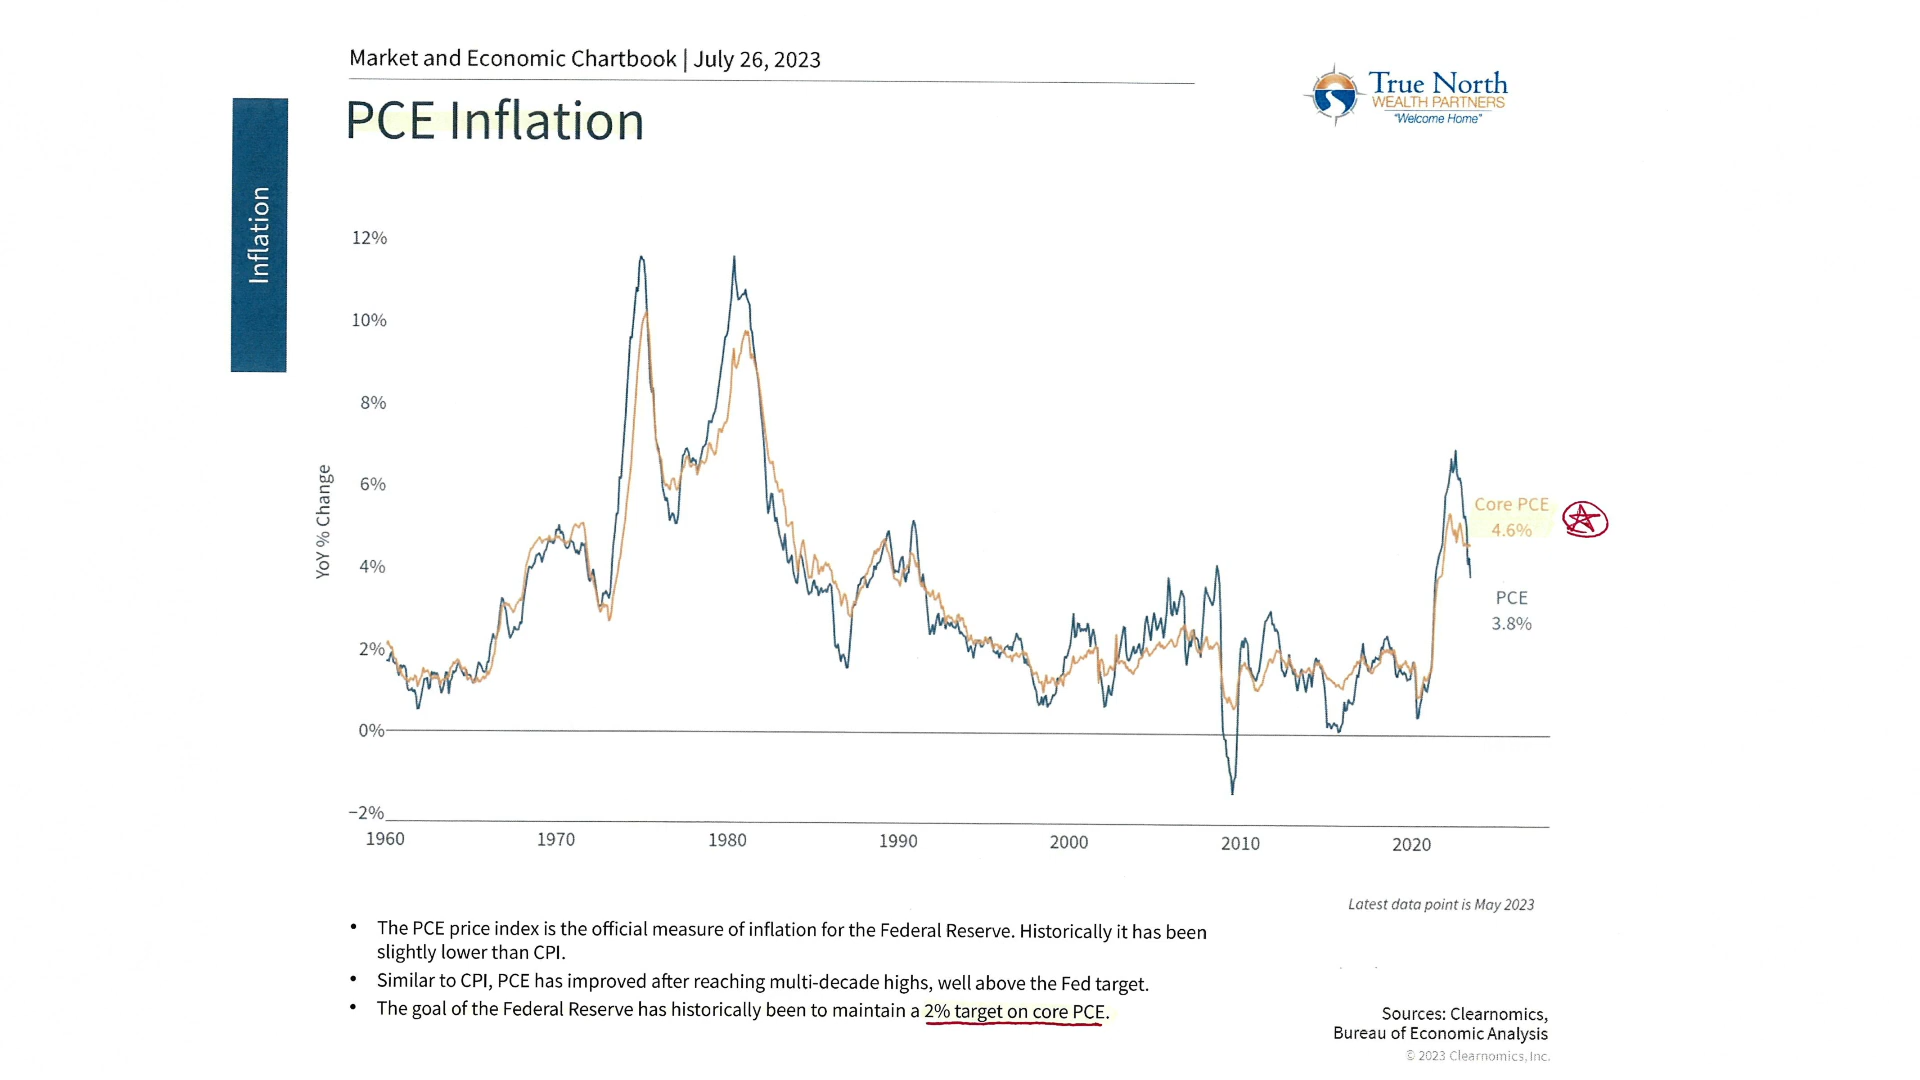 Market and Economic Chartbook | July 26, 2023
True North
WEALTH PARTNERS
"Welcome Home"
PCE Inflation
Inflation
12%
10%
8%
6%
4%
2%
0%
−2%
YoY % Change
Core PCE
4.6%
PCE
3.8%
1960
1970
1980
1990
2000
2010
2020
Latest data point is May 2023
• The PCE price index is the official measure of inflation for the Federal Reserve. Historically it has been
slightly lower than CPI.
• Similar to CPI, PCE has improved after reaching multi-decade highs, well above the Fed target.
• The goal of the Federal Reserve has historically been to maintain a 2% target on core PCE.
Sources: Clearnomics,
Bureau of Economic Analysis
© 2023 Clearnomics, Inc.